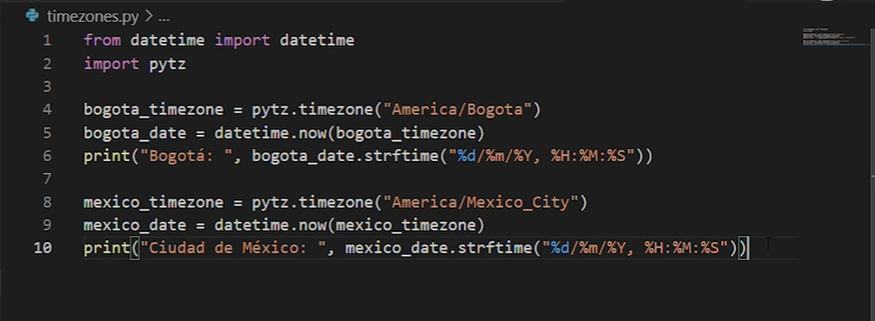 timezones.py > ...
1 from datetime import datetime
2 import pytz
3
4 bogota_timezone = pytz.timezone("America/Bogota")
5 bogota_date = datetime.now(bogota_timezone)
6 print("Bogotá: ", bogota_date.strftime("%d/%m/%Y, %H:%M:%S"))
7
8 mexico_timezone = pytz.timezone("America/Mexico_City")
9 mexico_date = datetime.now(mexico_timezone)
10 print("Ciudad de México: ", mexico_date.strftime("%d/%m/%Y, %H:%M:%S"))